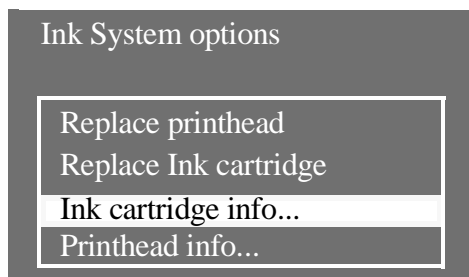 Ink System options
Replace printhead
Replace Ink cartridge
Ink cartridge info...
Printhead info...